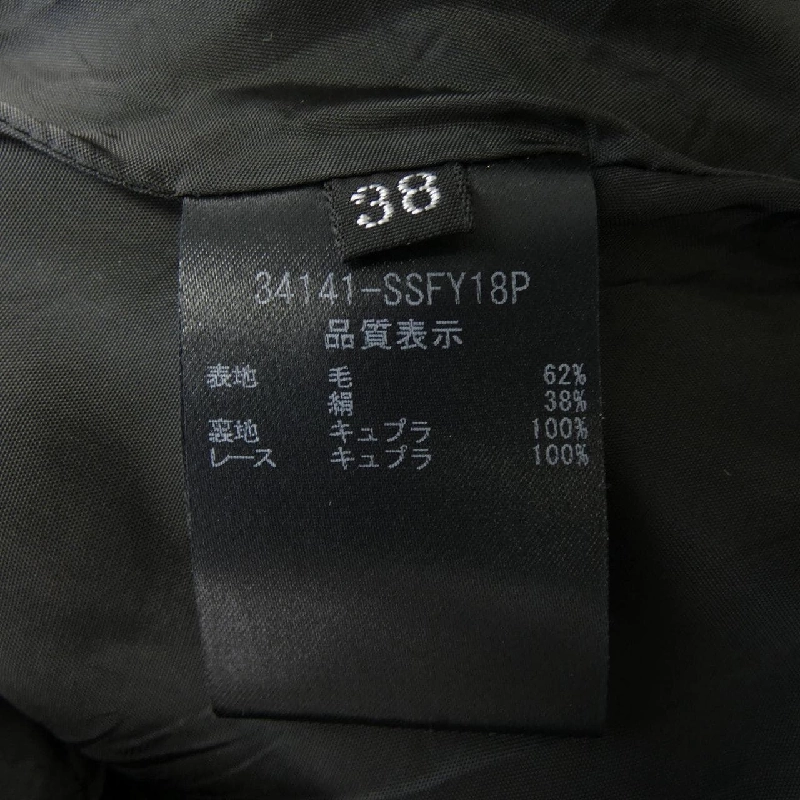 38
34141-SSFY18P
品質表示
表地 毛 62%
絹 38%
裏地 キュプラ 100%
レース キュプラ 100%